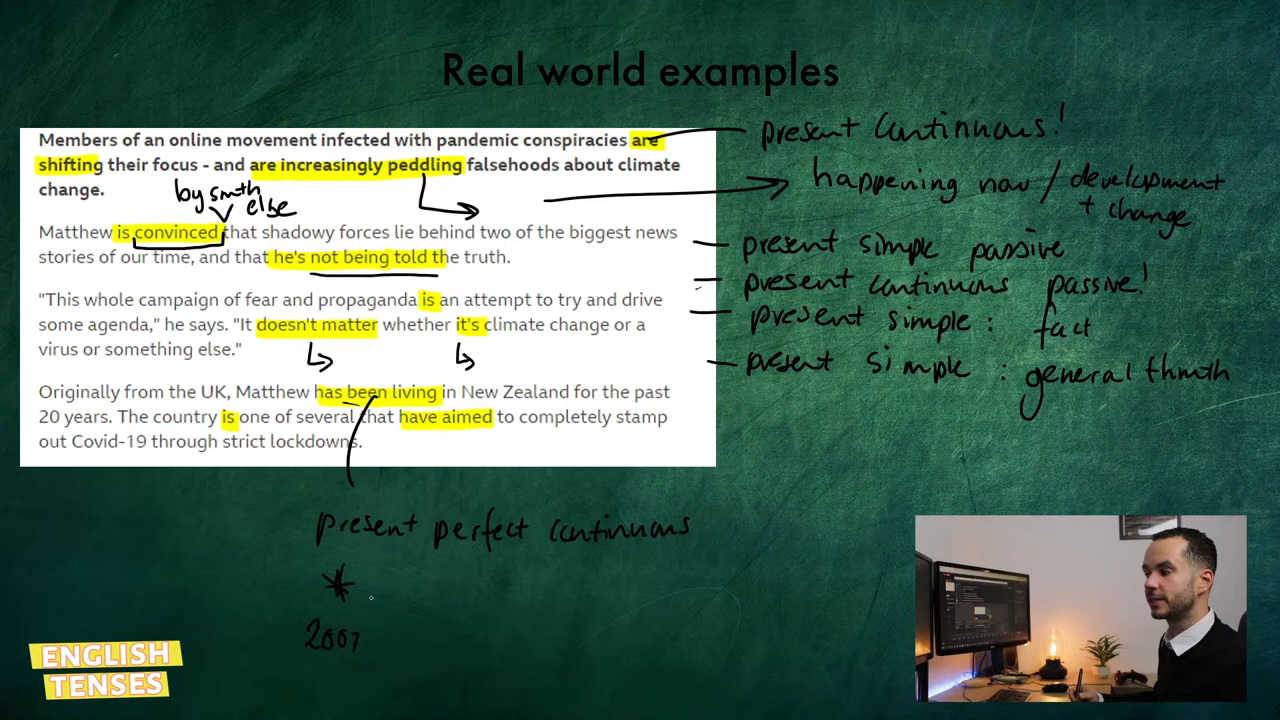 Real world examples
Members of an online movement infected with pandemic conspiracies are
shifting their focus - and are increasingly peddling falsehoods about climate
change.
by smth
else
Matthew is convinced that shadowy forces lie behind two of the biggest news
stories of our time, and that he's not being told the truth.
"This whole campaign of fear and propaganda is an attempt to try and drive
some agenda," he says. "It doesn't matter whether it's climate change or a
virus or something else."
Originally from the UK, Matthew has been living in New Zealand for the past
20 years. The country is one of several that have aimed to completely stamp
out Covid-19 through strict lockdowns.
present continuous!
happening now / development
+ change
present simple passive
present continuous passive!
present simple : fact
present simple : general thruth
present perfect continuous
2001
ENGLISH
TENSES